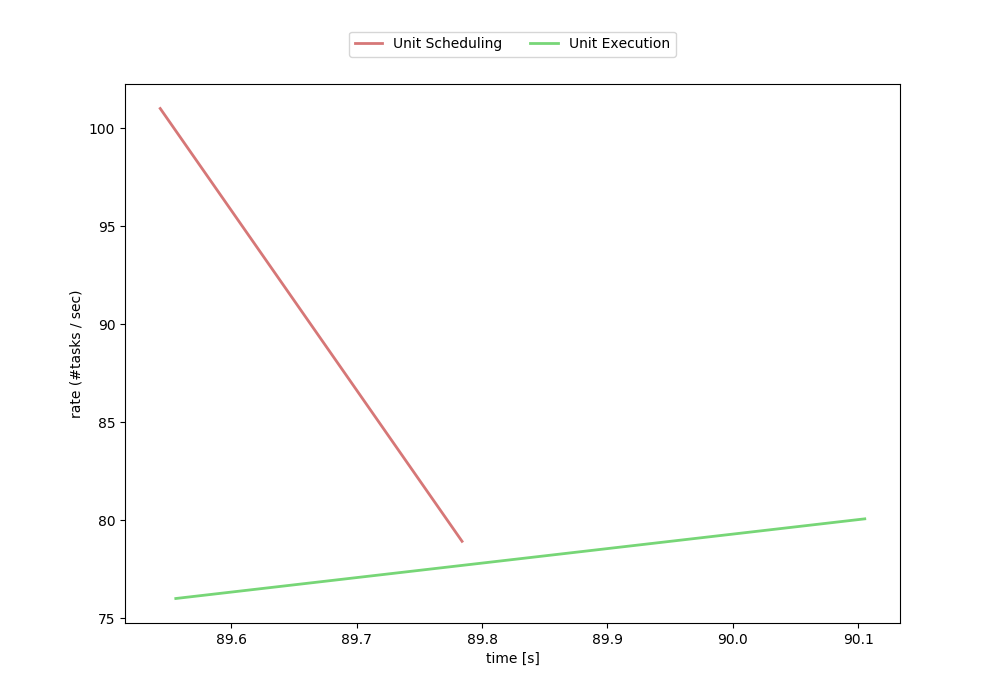 Unit Scheduling Unit Execution
100
95
90
85
80
75
rate (#tasks / sec)
89.6 89.7 89.8 89.9 90.0 90.1
time [s]